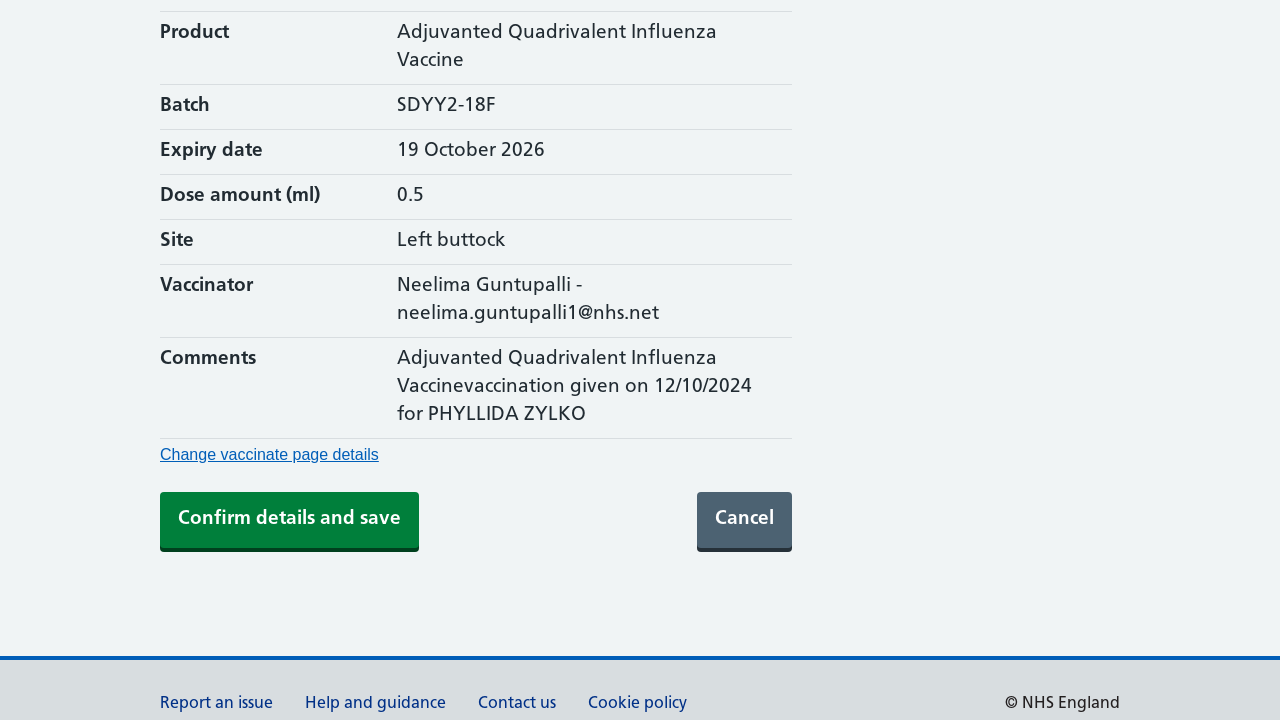 Product Adjuvanted Quadrivalent Influenza
Vaccine
Batch SDYY2-18F
Expiry date 19 October 2026
Dose amount (ml) 0.5
Site Left buttock
Vaccinator Neelima Guntupalli -
neelima.guntupalli1@nhs.net
Comments Adjuvanted Quadrivalent Influenza
Vaccinevaccination given on 12/10/2024
for PHYLLIDA ZYLKO
Change vaccinate page details
Confirm details and save Cancel
Report an issue Help and guidance Contact us Cookie policy © NHS England